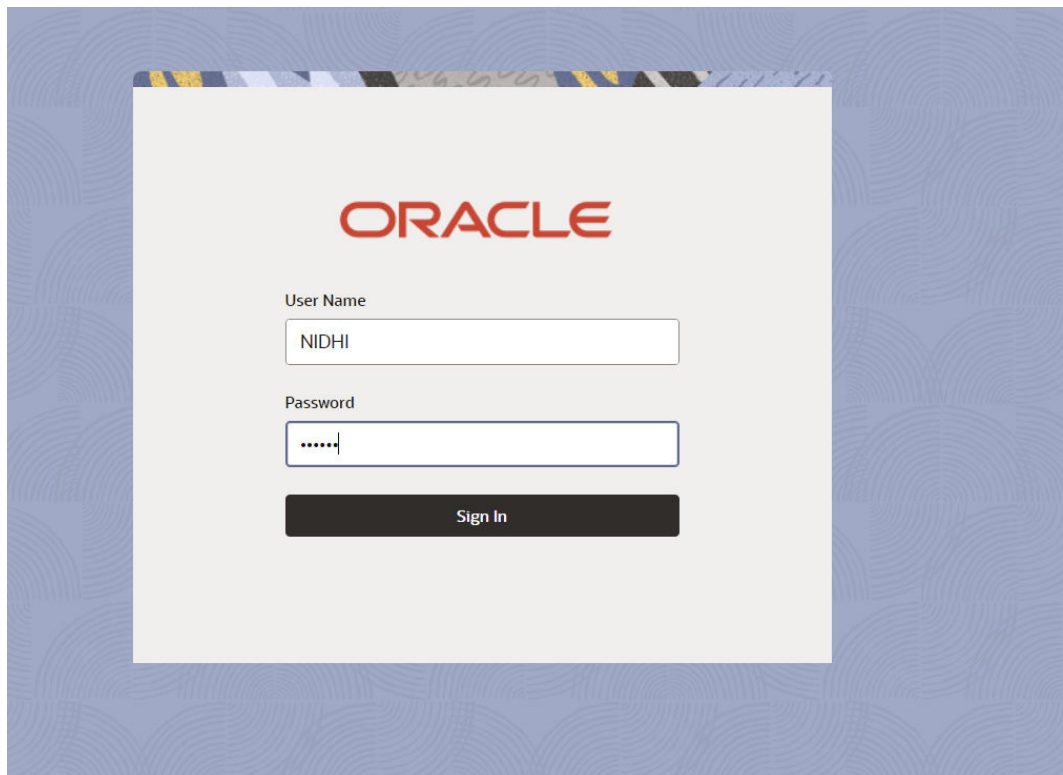 ORACLE
User Name
NIDHI
Password
••••••
Sign In